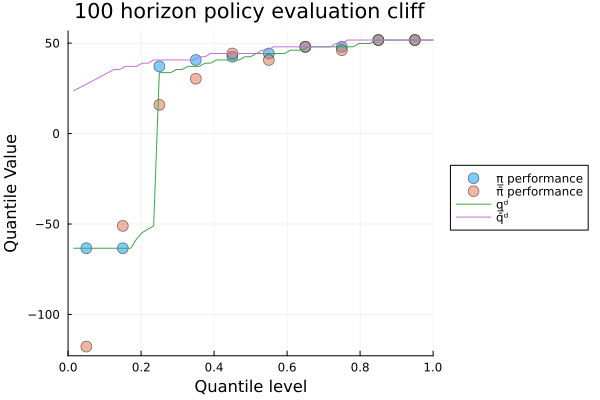 100 horizon policy evaluation cliff
Quantile Value
50
0
−50
−100
0.0 0.2 0.4 0.6 0.8 1.0
Quantile level
π performance
π̄ performance
qᵈ
q̄ᵈ